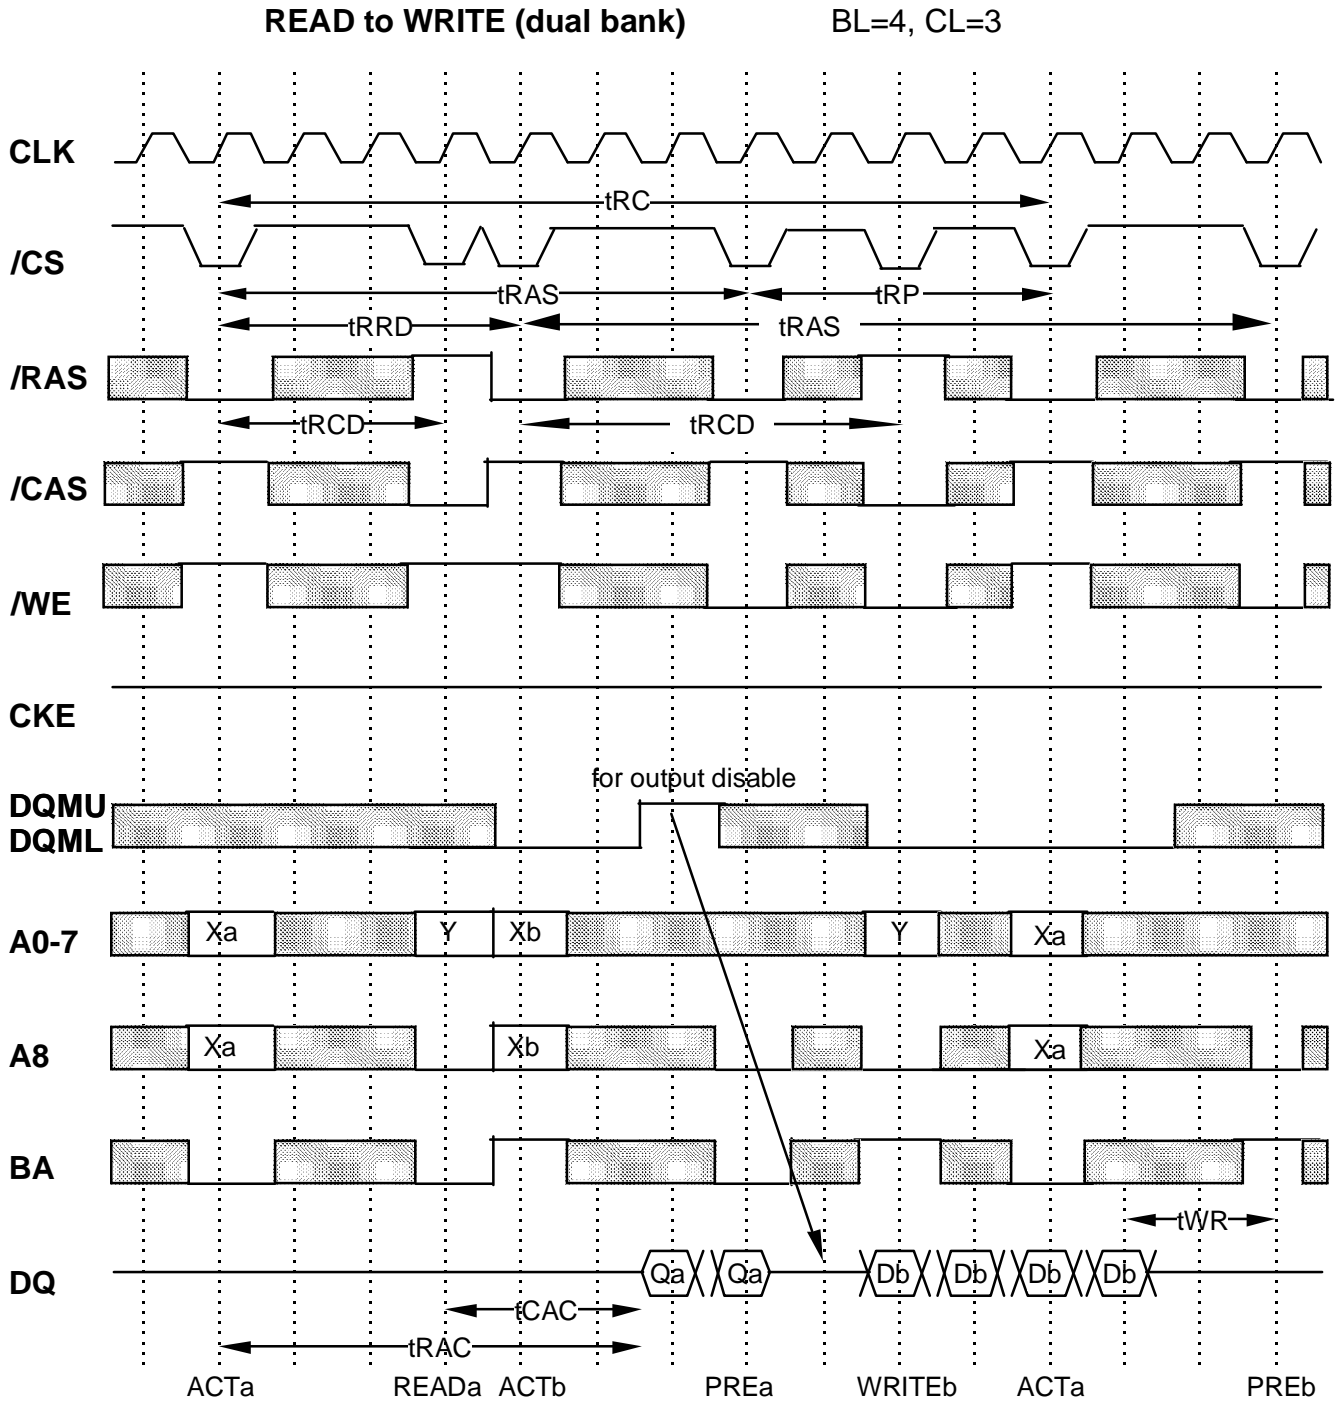 READ to WRITE (dual bank) BL=4, CL=3
CLK
tRC
/CS
tRAS tRP
tRRD tRAS
/RAS
tRCD tRCD
/CAS
/WE
CKE
for output disable
DQMU
DQML
A0-7 Xa Y Xb Y Xa
A8 Xa Xb Xa
BA
tWR
DQ Qa Qa Db Db Db Db
tCAC
tRAC
ACTa READa ACTb PREa WRITEb ACTa PREb